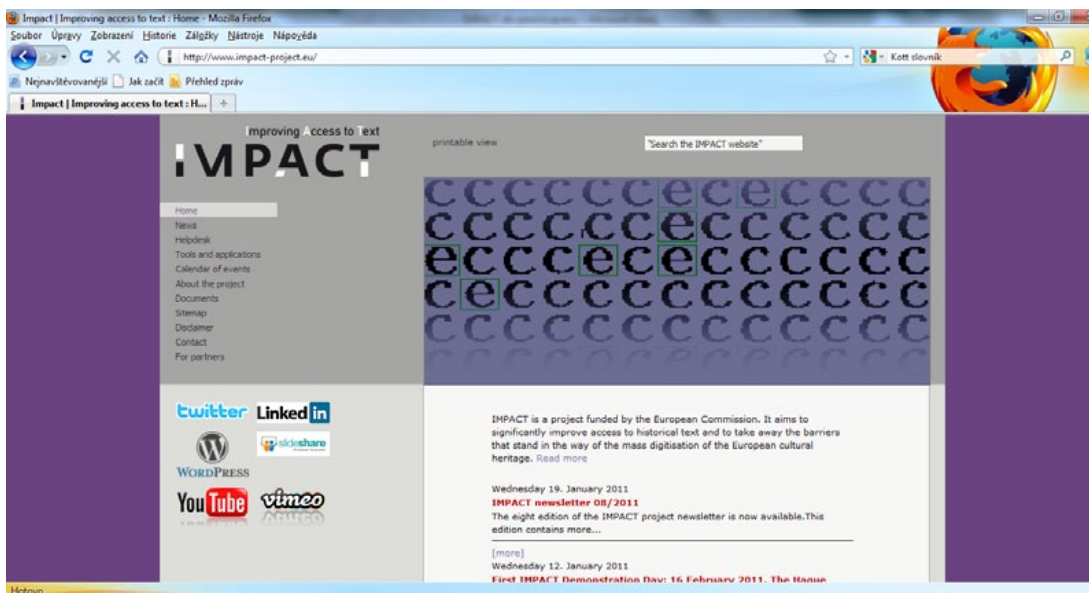 Impact | Improving access to text : Home - Mozilla Firefox
Soubor Úpravy Zobrazení Historie Záložky Nástroje Nápověda
http://www.impact-project.eu/
Kott slovník
Nejnavštěvovanější Jak začít Přehled zpráv
Impact | Improving access to text : H...
Improving Access to Text
IMPACT
printable view
"Search the IMPACT website"
Home
News
Helpdesk
Tools and applications
Calendar of events
About the project
Documents
Sitemap
Disclaimer
Contact
For partners
c c c c c c e c e c c c c
c c c c c c e c c c c c c
e c c c e c e c c c c c c
c e c c c c c c c c c c c
c c c c c c c c c c c c c
c c c c c c c c c c c c c
twitter Linked in
WORDPRESS
slideshare
You Tube vimeo
IMPACT is a project funded by the European Commission. It aims to
significantly improve access to historical text and to take away the barriers
that stand in the way of the mass digitisation of the European cultural
heritage. Read more
Wednesday 19. January 2011
IMPACT newsletter 08/2011
The eight edition of the IMPACT project newsletter is now available.This
edition contains more...
[more]
Wednesday 12. January 2011
First IMPACT Demonstration Day: 16 February 2011, The Hague
Hotovo